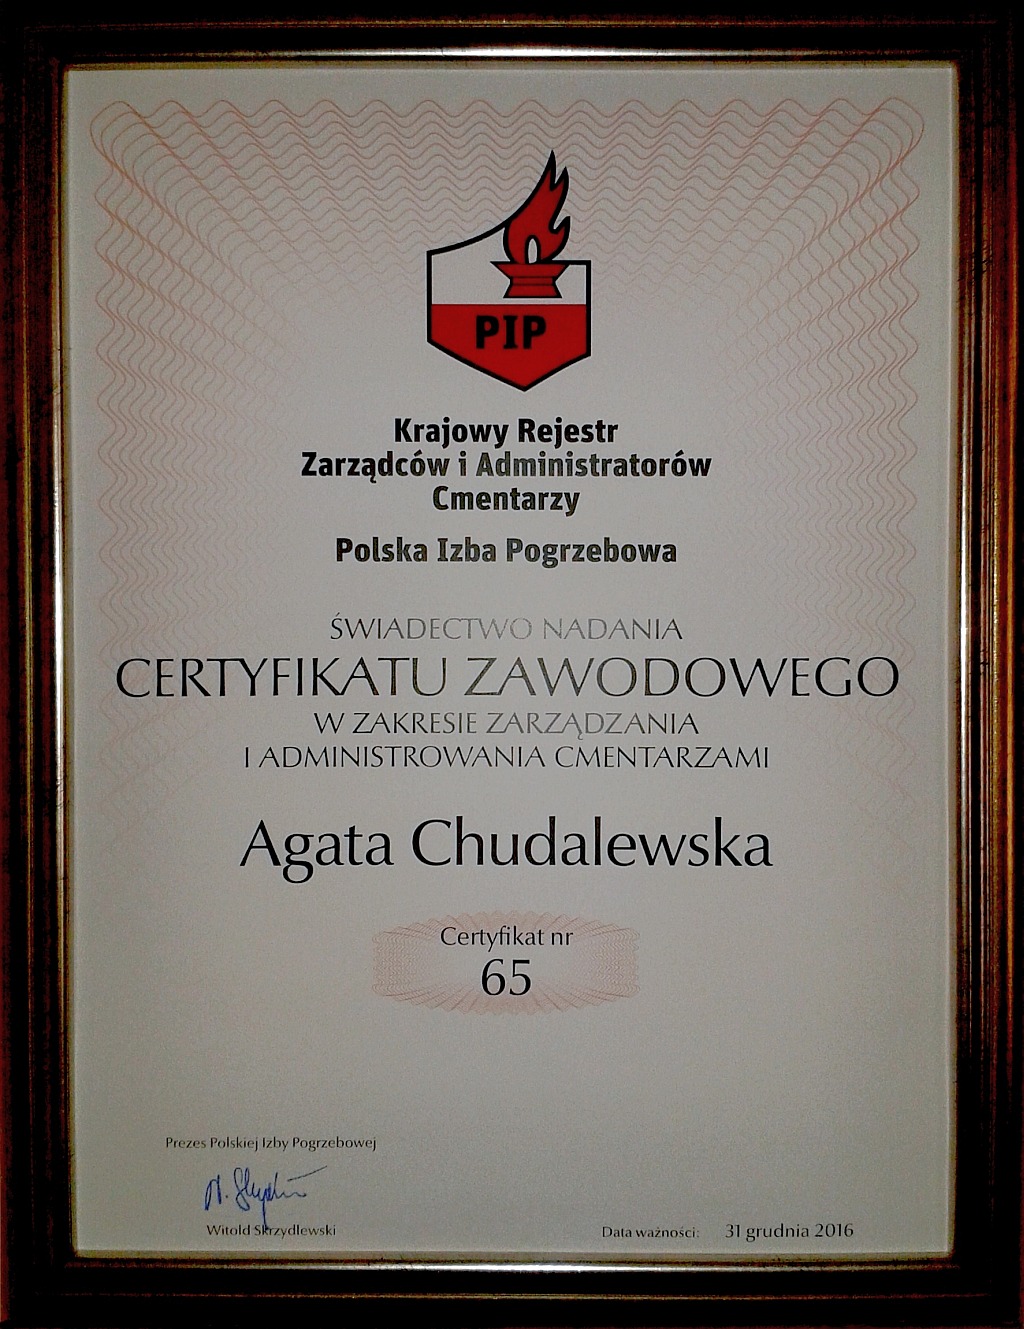 PIP
Krajowy Rejestr
Zarządców i Administratorów
Cmentarzy
Polska Izba Pogrzebowa
ŚWIADECTWO NADANIA
CERTYFIKATU ZAWODOWEGO
W ZAKRESIE ZARZĄDZANIA
I ADMINISTROWANIA CMENTARZAMI
Agata Chudalewska
Certyfikat nr
65
Prezes Polskiej Izby Pogrzebowej
Witold Skrzydlewski
Data ważności: 31 grudnia 2016